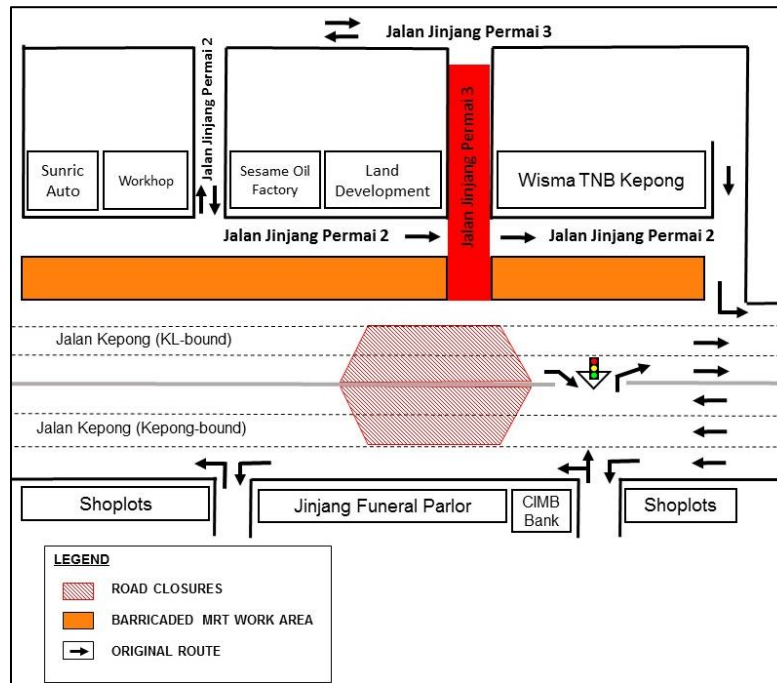 Jalan Jinjang Permai 3
Jalan Jinjang Permai 2
Jalan Jinjang Permai 3
Sunric
Auto
Workhop
Sesame Oil
Factory
Land
Development
Wisma TNB Kepong
Jalan Jinjang Permai 2
Jalan Jinjang Permai 2
Jalan Kepong (KL-bound)
Jalan Kepong (Kepong-bound)
Shoplots
Jinjang Funeral Parlor
CIMB
Bank
Shoplots
LEGEND
ROAD CLOSURES
BARRICADED MRT WORK AREA
ORIGINAL ROUTE